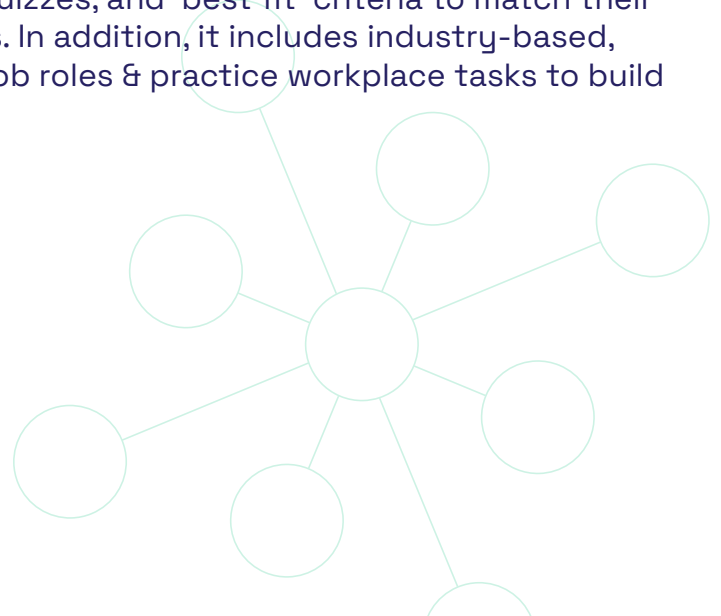 quizzes, and "best fit" criteria to match their
s. In addition, it includes industry-based,
ob roles & practice workplace tasks to build